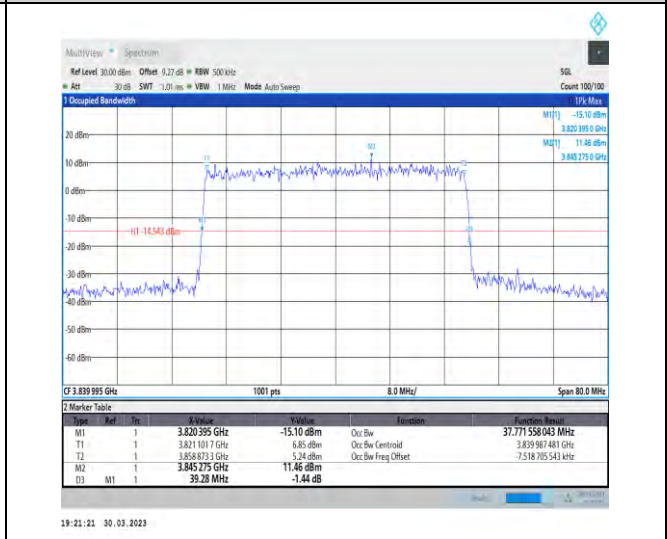 MultiView Spectrum
Ref Level 30.00 dBm Offset 9.27 dB RBW 500 kHz SGL
Att 30 dB SWT 1.01 ms VBW 1 MHz Mode Auto Sweep Count 100/100
1 Occupied Bandwidth 1Pk Max
M1[1] -15.10 dBm
3.820 395 0 GHz
20 dBm
M2[1] 11.46 dBm
3.845 275 0 GHz
M2
10 dBm
0 dBm
-10 dBm
H1 -14.543 dBm
-20 dBm
-30 dBm
-40 dBm
-50 dBm
-60 dBm
CF 3.839 995 GHz 1001 pts 8.0 MHz/ Span 80.0 MHz
2 Marker Table
Type Ref Trc X-Value Y-Value Function Function Result
M1 1 3.820 395 GHz -15.10 dBm Occ Bw 37.771 558 043 MHz
T1 1 3.821 101 7 GHz 6.85 dBm Occ Bw Centroid 3.839 987 481 GHz
T2 1 3.858 873 3 GHz 5.24 dBm Occ Bw Freq Offset -7.518 705 543 kHz
M2 1 3.845 275 GHz 11.46 dBm
D3 M1 1 39.28 MHz -1.44 dB
19:21:21 30.03.2023